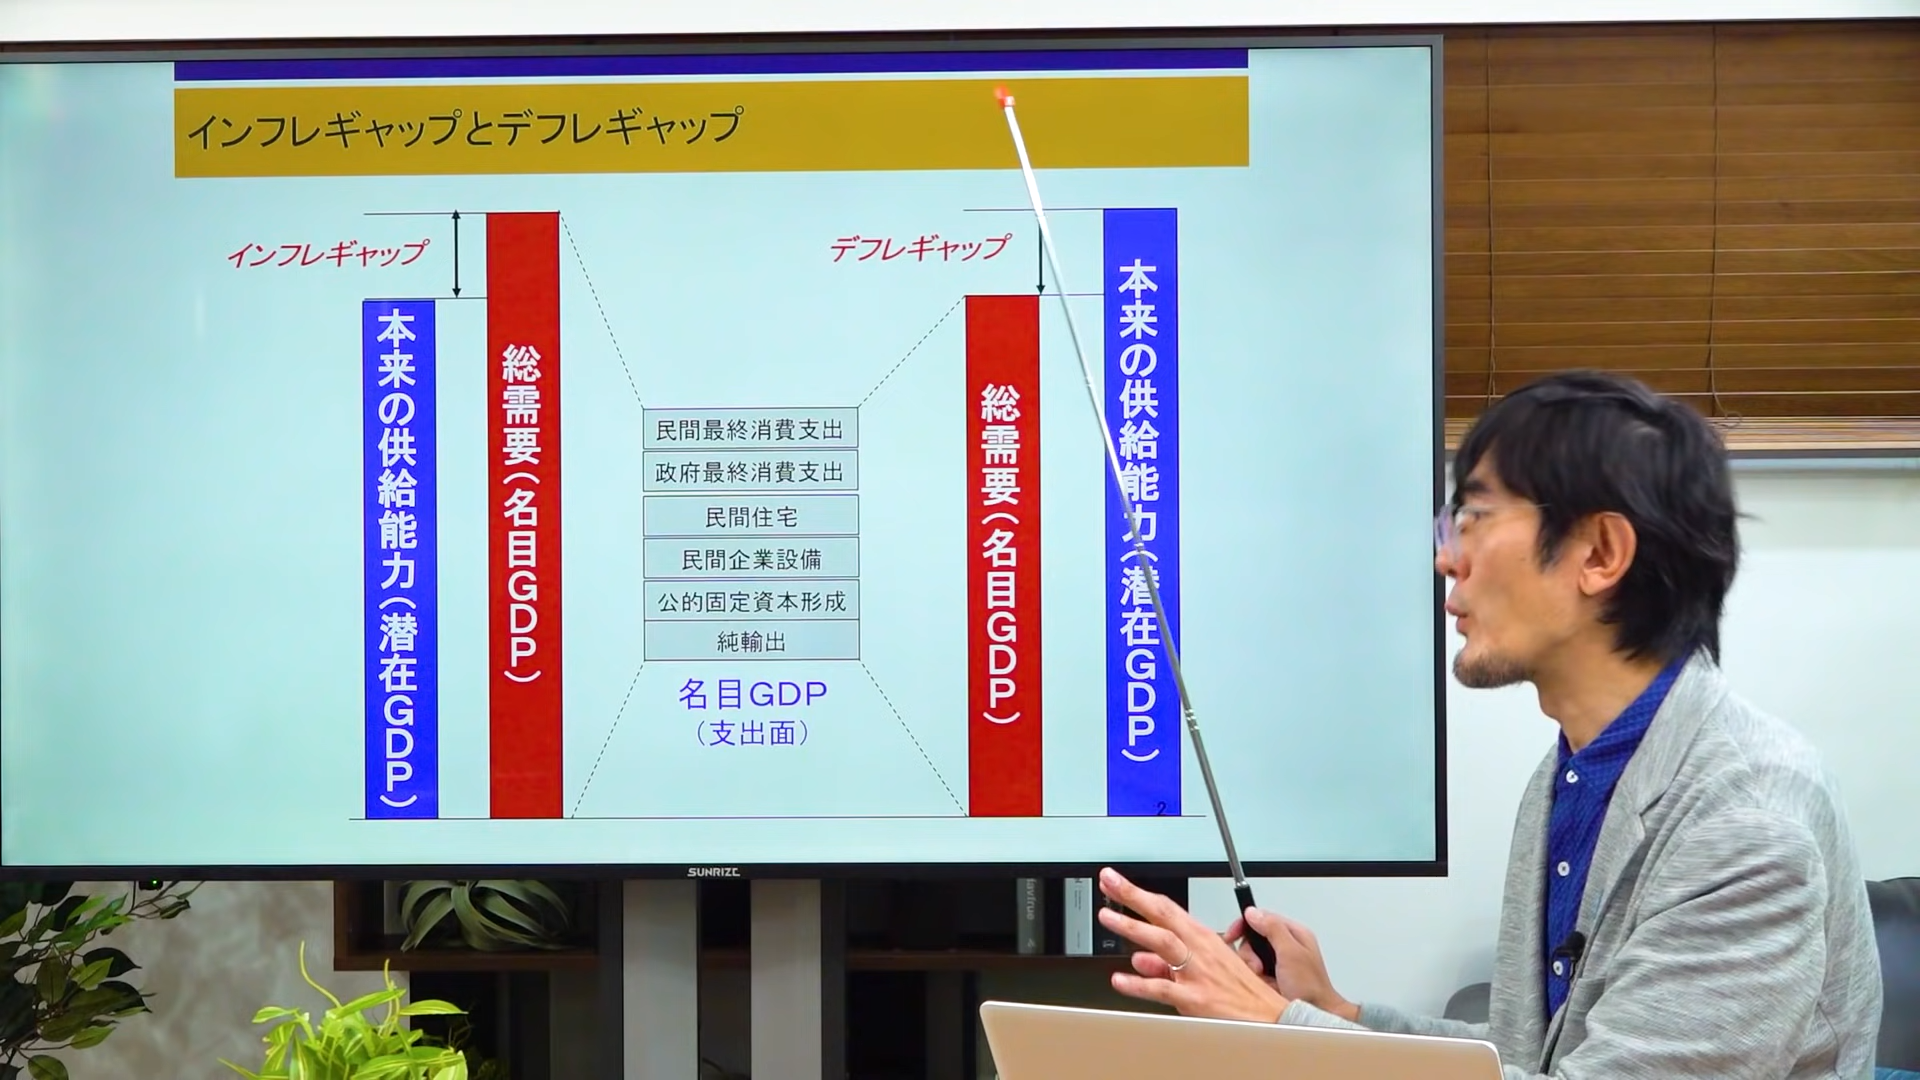 インフレギャップとデフレギャップ
インフレギャップ
本来の供給能力(潜在GDP)
総需要(名目GDP)
民間最終消費支出
政府最終消費支出
民間住宅
民間企業設備
公的固定資本形成
純輸出
名目GDP
(支出面)
デフレギャップ
総需要(名目GDP)
本来の供給能力(潜在GDP)
2
SUNRIZE